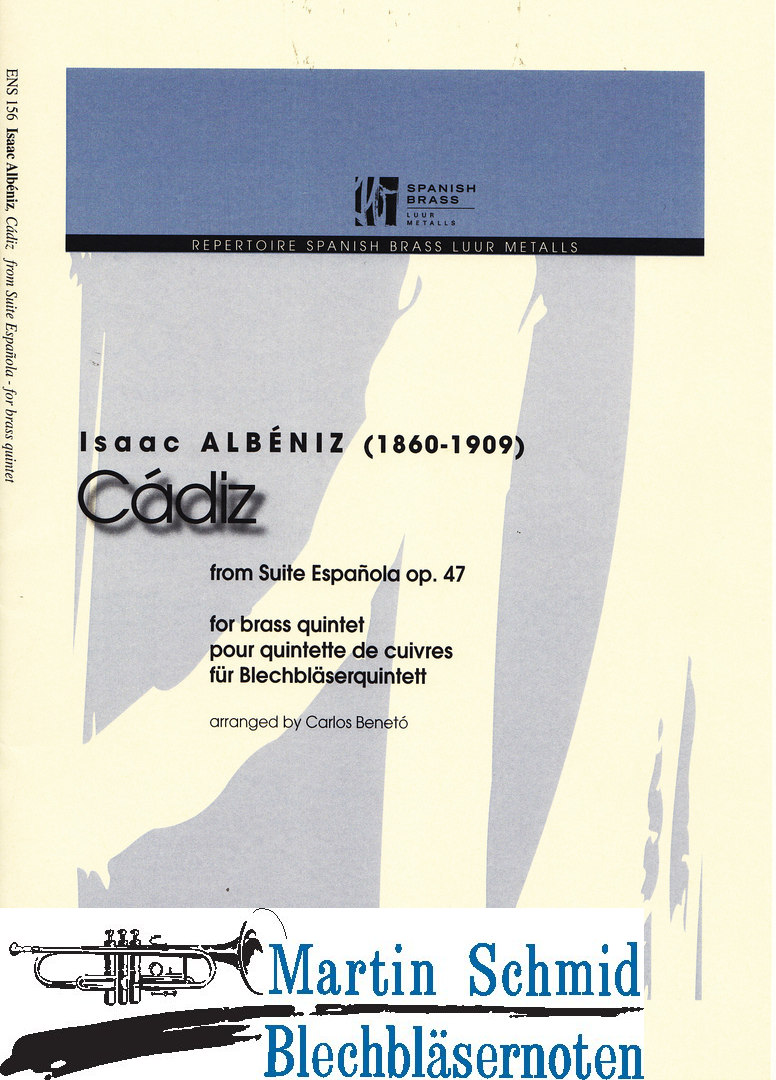 ENS 156 Isaac Albéniz, Cádiz from Suite Española - for brass quintet
SPANISH
BRASS
LUUR
METALLS
REPERTOIRE SPANISH BRASS LUUR METALLS
Isaac ALBÉNIZ (1860-1909)
Cádiz
from Suite Española op. 47
for brass quintet
pour quintette de cuivres
für Blechbläserquintett
arranged by Carlos Benetó
Martin Schmid
Blechbläsernoten